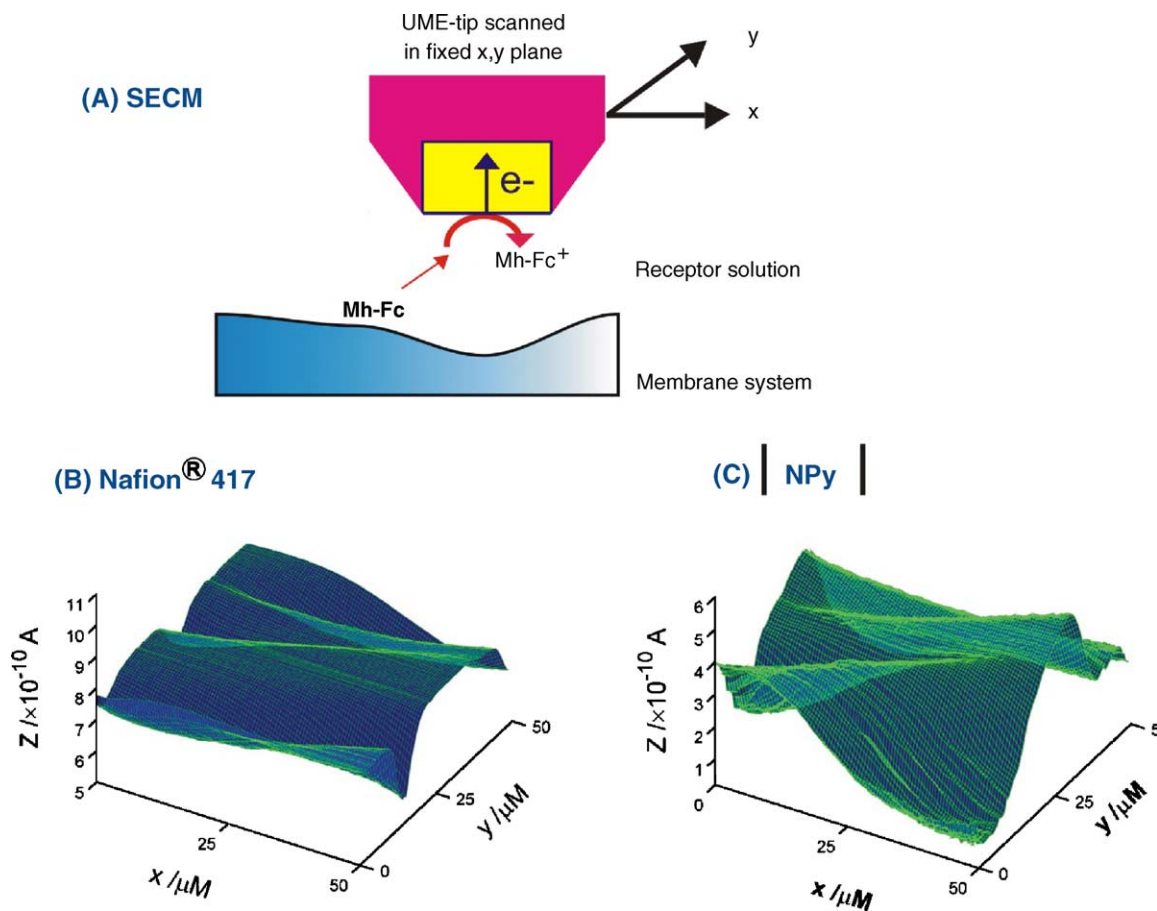 UME-tip scanned
in fixed x,y plane
y
(A) SECM
x
e-
Mh-Fc+
Receptor solution
Mh-Fc
Membrane system
(B) Nafion® 417
(C) | NPy |
11
10
9
8
7
6
5
Z /×10⁻¹⁰ A
25
50
x /μM
0
25
50
y /μM
6
5
4
3
2
1
0
Z /×10⁻¹⁰ A
25
50
x /μM
0
25
5
y /μM